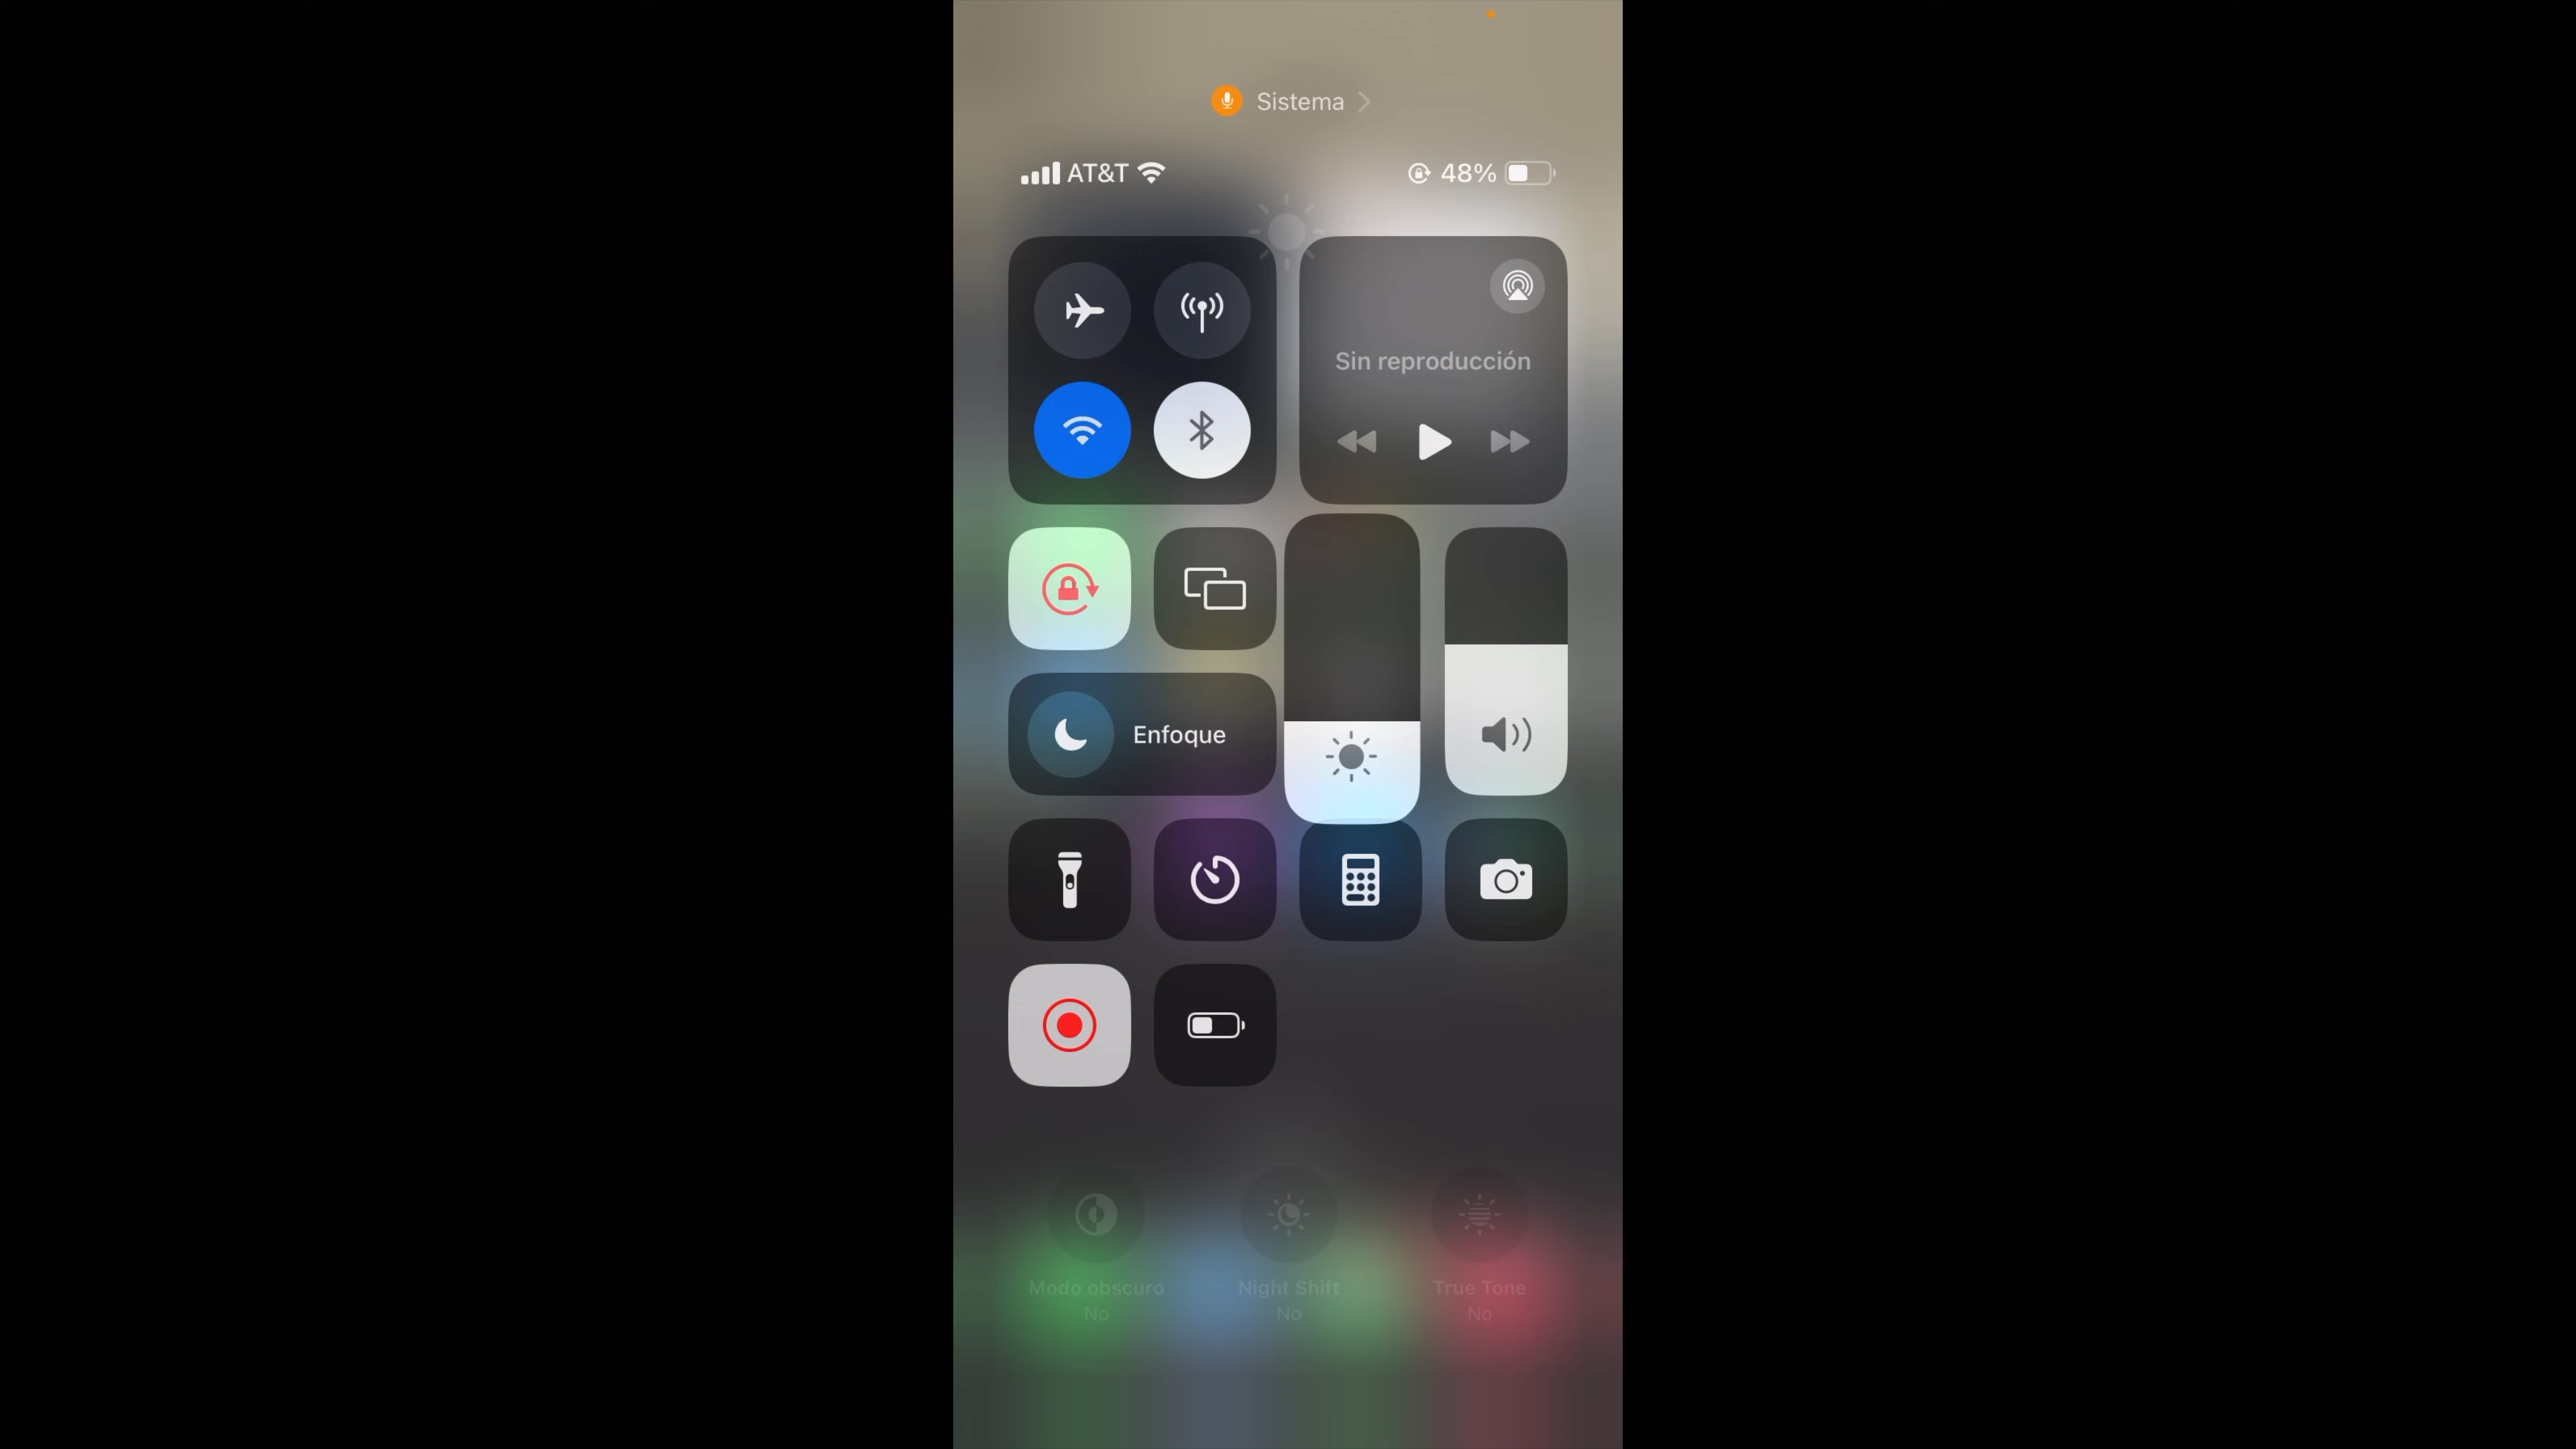 Sistema
AT&T
48%
Sin reproducción
Enfoque
Modo obscuro
No
Night Shift
No
True Tone
No